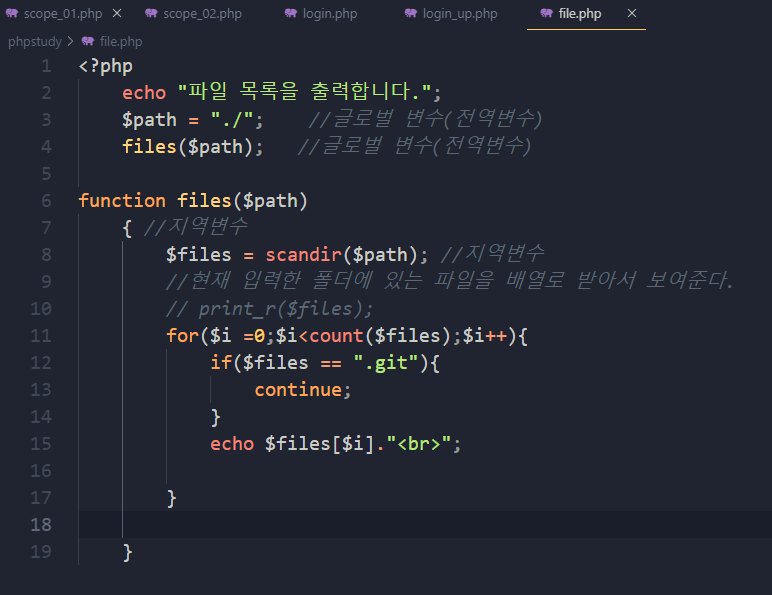 scope_01.php scope_02.php login.php login_up.php file.php
phpstudy > file.php
1 <?php
2 echo "파일 목록을 출력합니다.";
3 $path = "./"; //글로벌 변수(전역변수)
4 files($path); //글로벌 변수(전역변수)
5
6 function files($path)
7 { //지역변수
8 $files = scandir($path); //지역변수
9 //현재 입력한 폴더에 있는 파일을 배열로 받아서 보여준다.
10 // print_r($files);
11 for($i =0;$i<count($files);$i++){
12 if($files == ".git"){
13 continue;
14 }
15 echo $files[$i]."<br>";
16
17 }
18
19 }